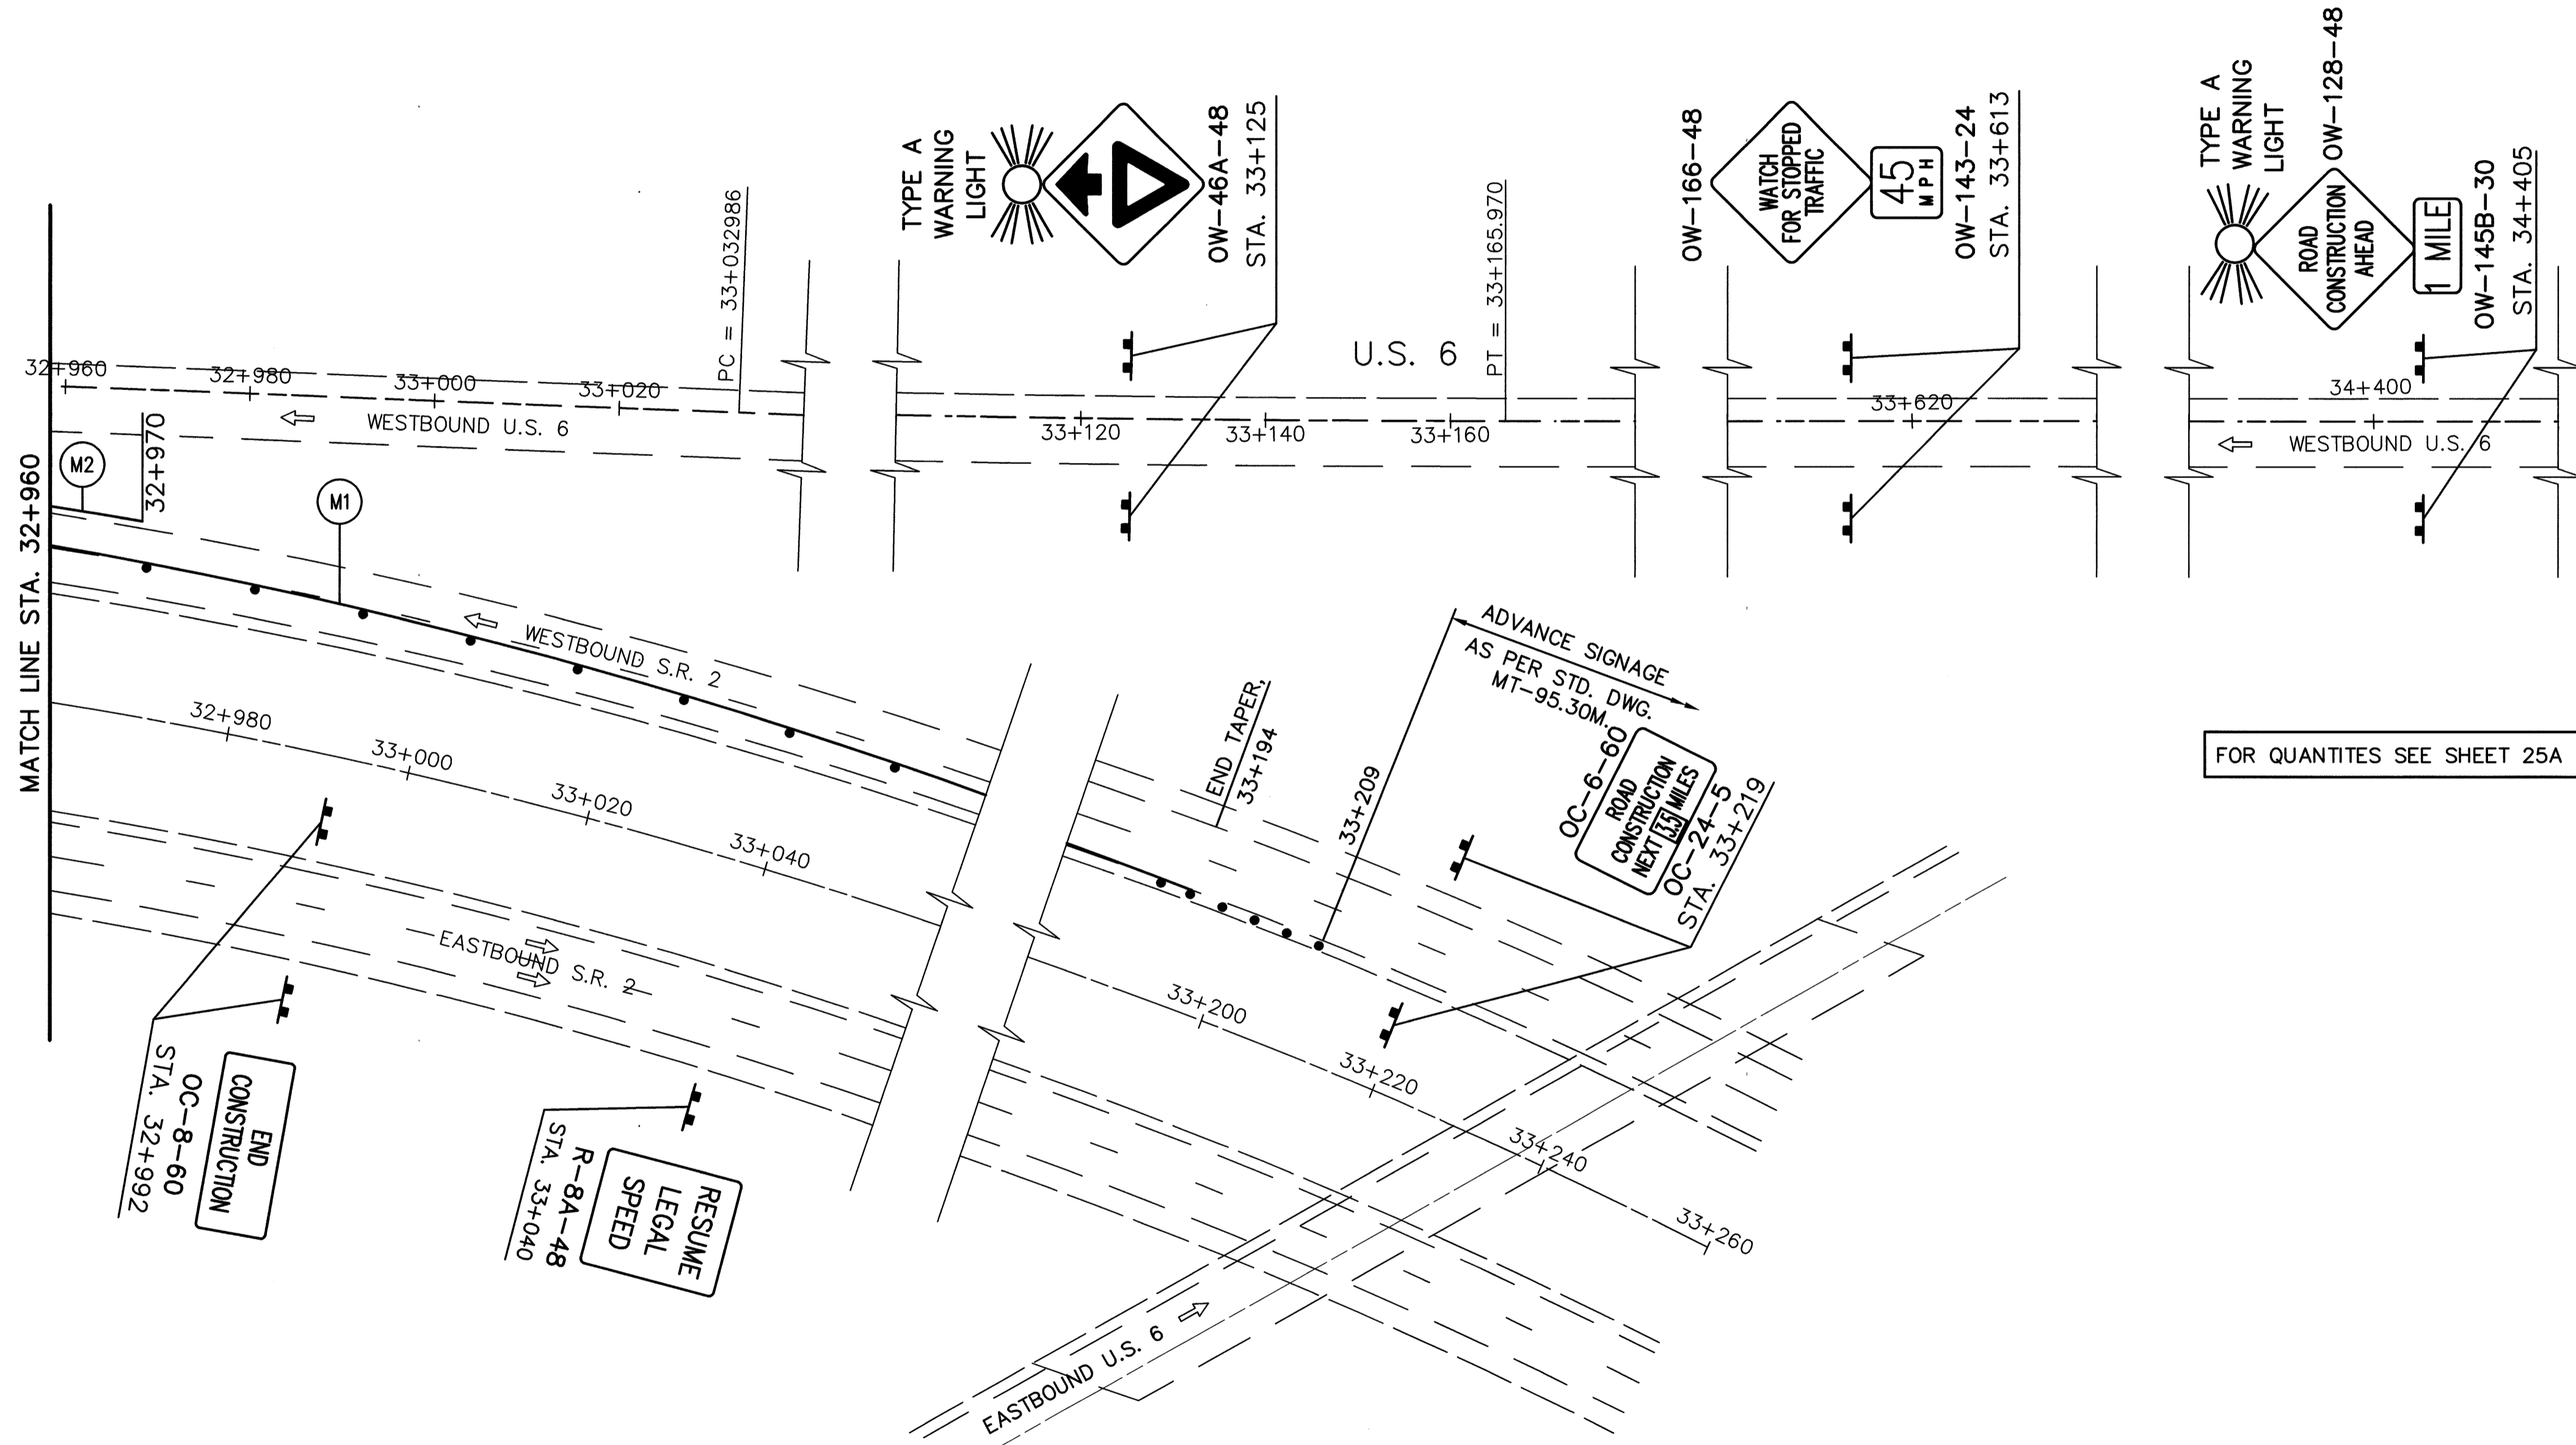 MATCH LINE STA. 32+960
32+960
32+980
33+000
33+020
WESTBOUND U.S. 6
M2
32+970
M1
PC = 33+032986
TYPE A
WARNING
LIGHT
OW-46A-48
STA. 33+125
U.S. 6
33+120
33+140
33+160
PT = 33+165.970
OW-166-48
WATCH
FOR STOPPED
TRAFFIC
45
MPH
OW-143-24
STA. 33+613
33+620
TYPE A
WARNING
LIGHT
OW-128-48
ROAD
CONSTRUCTION
AHEAD
1 MILE
OW-145B-30
STA. 34+405
34+400
WESTBOUND U.S. 6
WESTBOUND S.R. 2
32+980
33+000
33+020
33+040
EASTBOUND S.R. 2
STA. 32+992
OC-8-60
END
CONSTRUCTION
STA. 33+040
R-8A-48
RESUME
LEGAL
SPEED
END TAPER,
33+194
33+209
ADVANCE SIGNAGE
AS PER STD. DWG.
MT-95.30M.
OC-6-60
ROAD
CONSTRUCTION
NEXT 3.5 MILES
OC-24-5
STA. 33+219
33+200
33+220
33+240
33+260
EASTBOUND U.S. 6
FOR QUANTITES SEE SHEET 25A